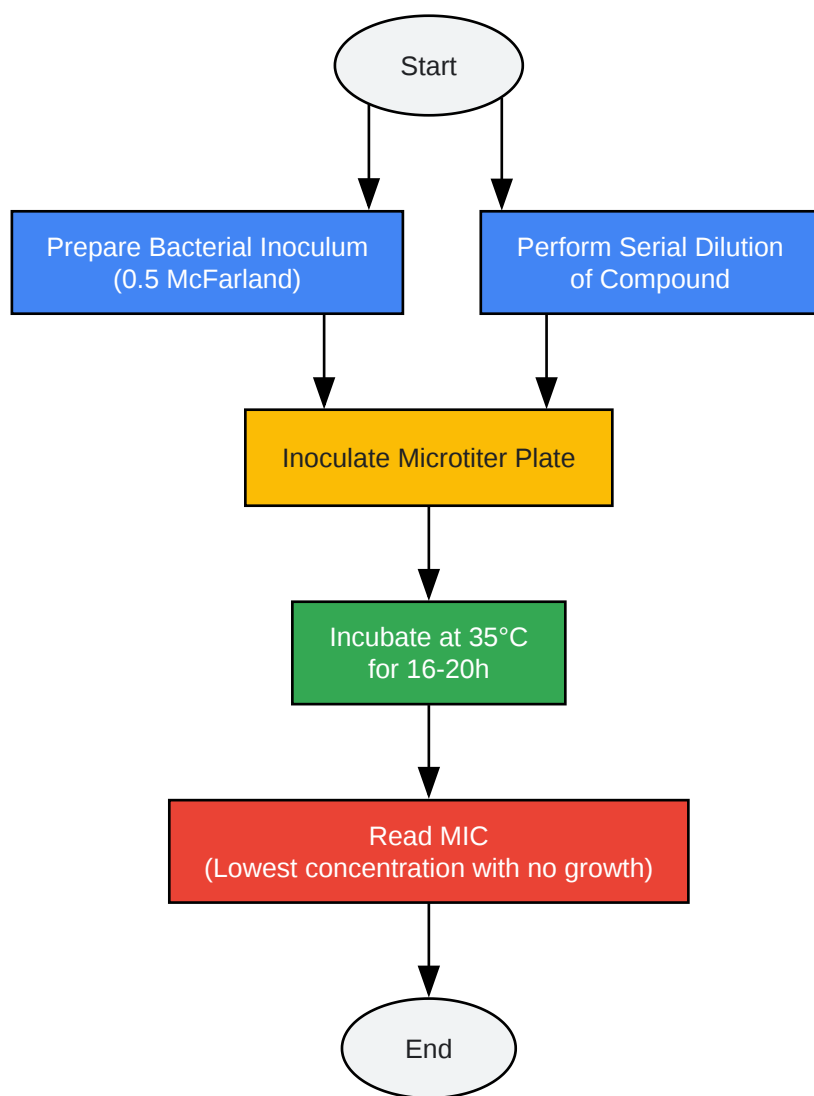 Start
Prepare Bacterial Inoculum
(0.5 McFarland)
Perform Serial Dilution
of Compound
Inoculate Microtiter Plate
Incubate at 35°C
for 16-20h
Read MIC
(Lowest concentration with no growth)
End